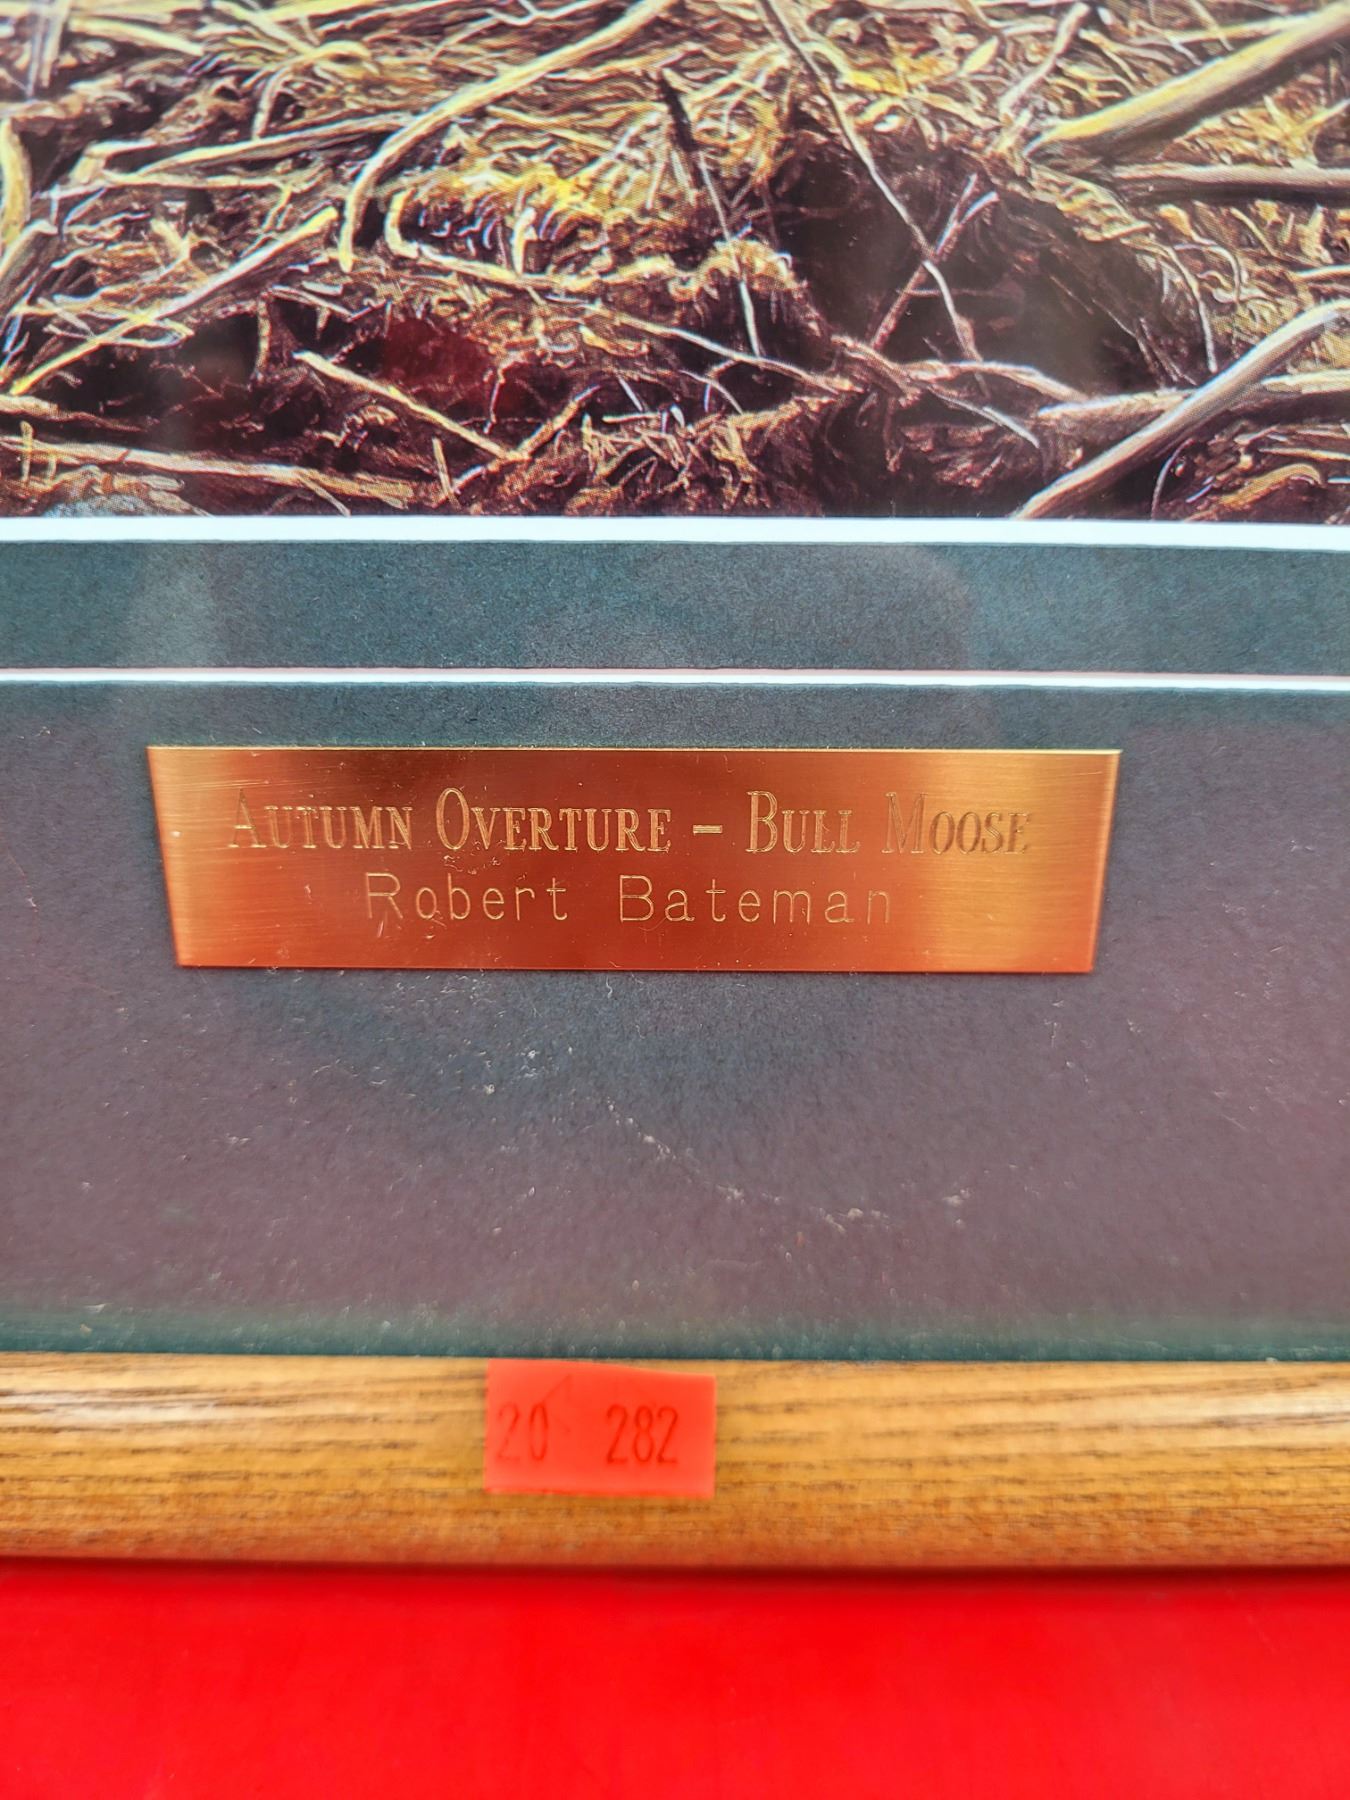 AUTUMN OVERTURE – BULL MOOSE
Robert Bateman
20 282